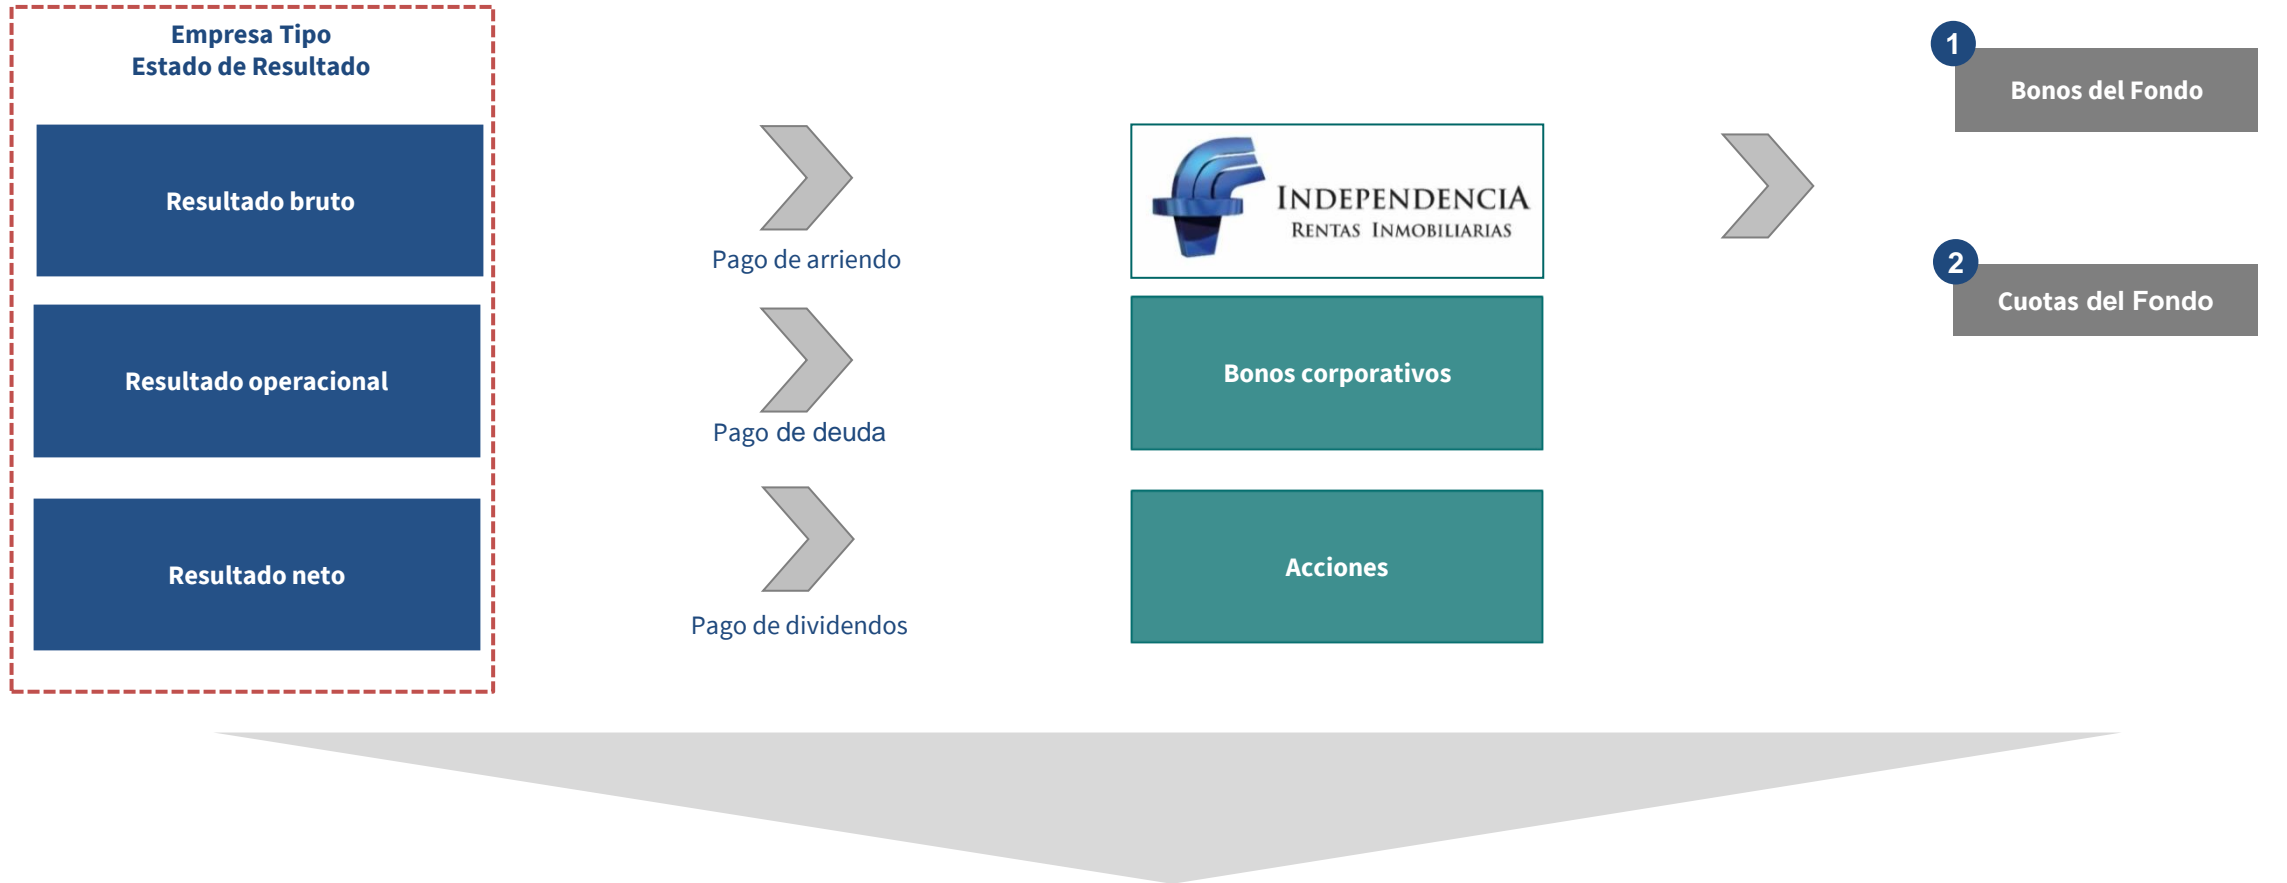 Empresa Tipo
Estado de Resultado
Resultado bruto
Pago de arriendo
INDEPENDENCIA
RENTAS INMOBILIARIAS
1
Bonos del Fondo
2
Cuotas del Fondo
Resultado operacional
Pago de deuda
Bonos corporativos
Resultado neto
Pago de dividendos
Acciones